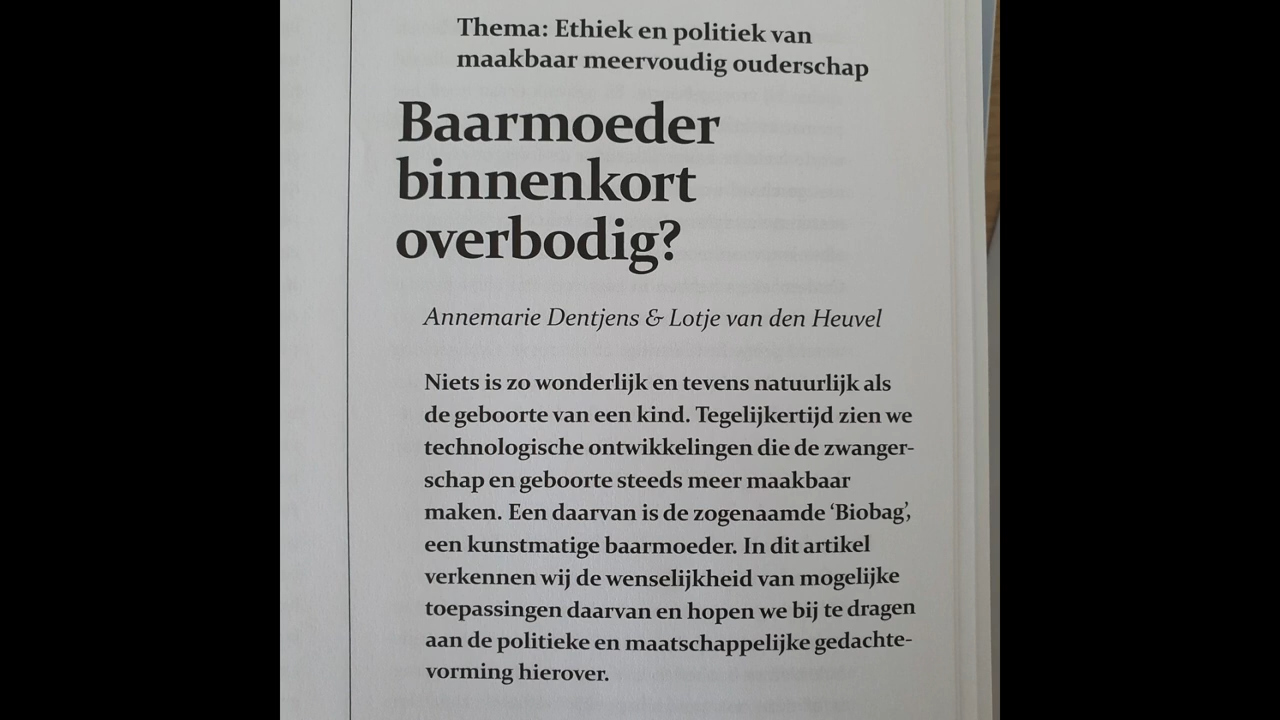 Thema: Ethiek en politiek van
maakbaar meervoudig ouderschap
Baarmoeder
binnenkort
overbodig?
Annemarie Dentjens & Lotje van den Heuvel
Niets is zo wonderlijk en tevens natuurlijk als
de geboorte van een kind. Tegelijkertijd zien we
technologische ontwikkelingen die de zwanger-
schap en geboorte steeds meer maakbaar
maken. Een daarvan is de zogenaamde ‘Biobag’,
een kunstmatige baarmoeder. In dit artikel
verkennen wij de wenselijkheid van mogelijke
toepassingen daarvan en hopen we bij te dragen
aan de politieke en maatschappelijke gedachte-
vorming hierover.